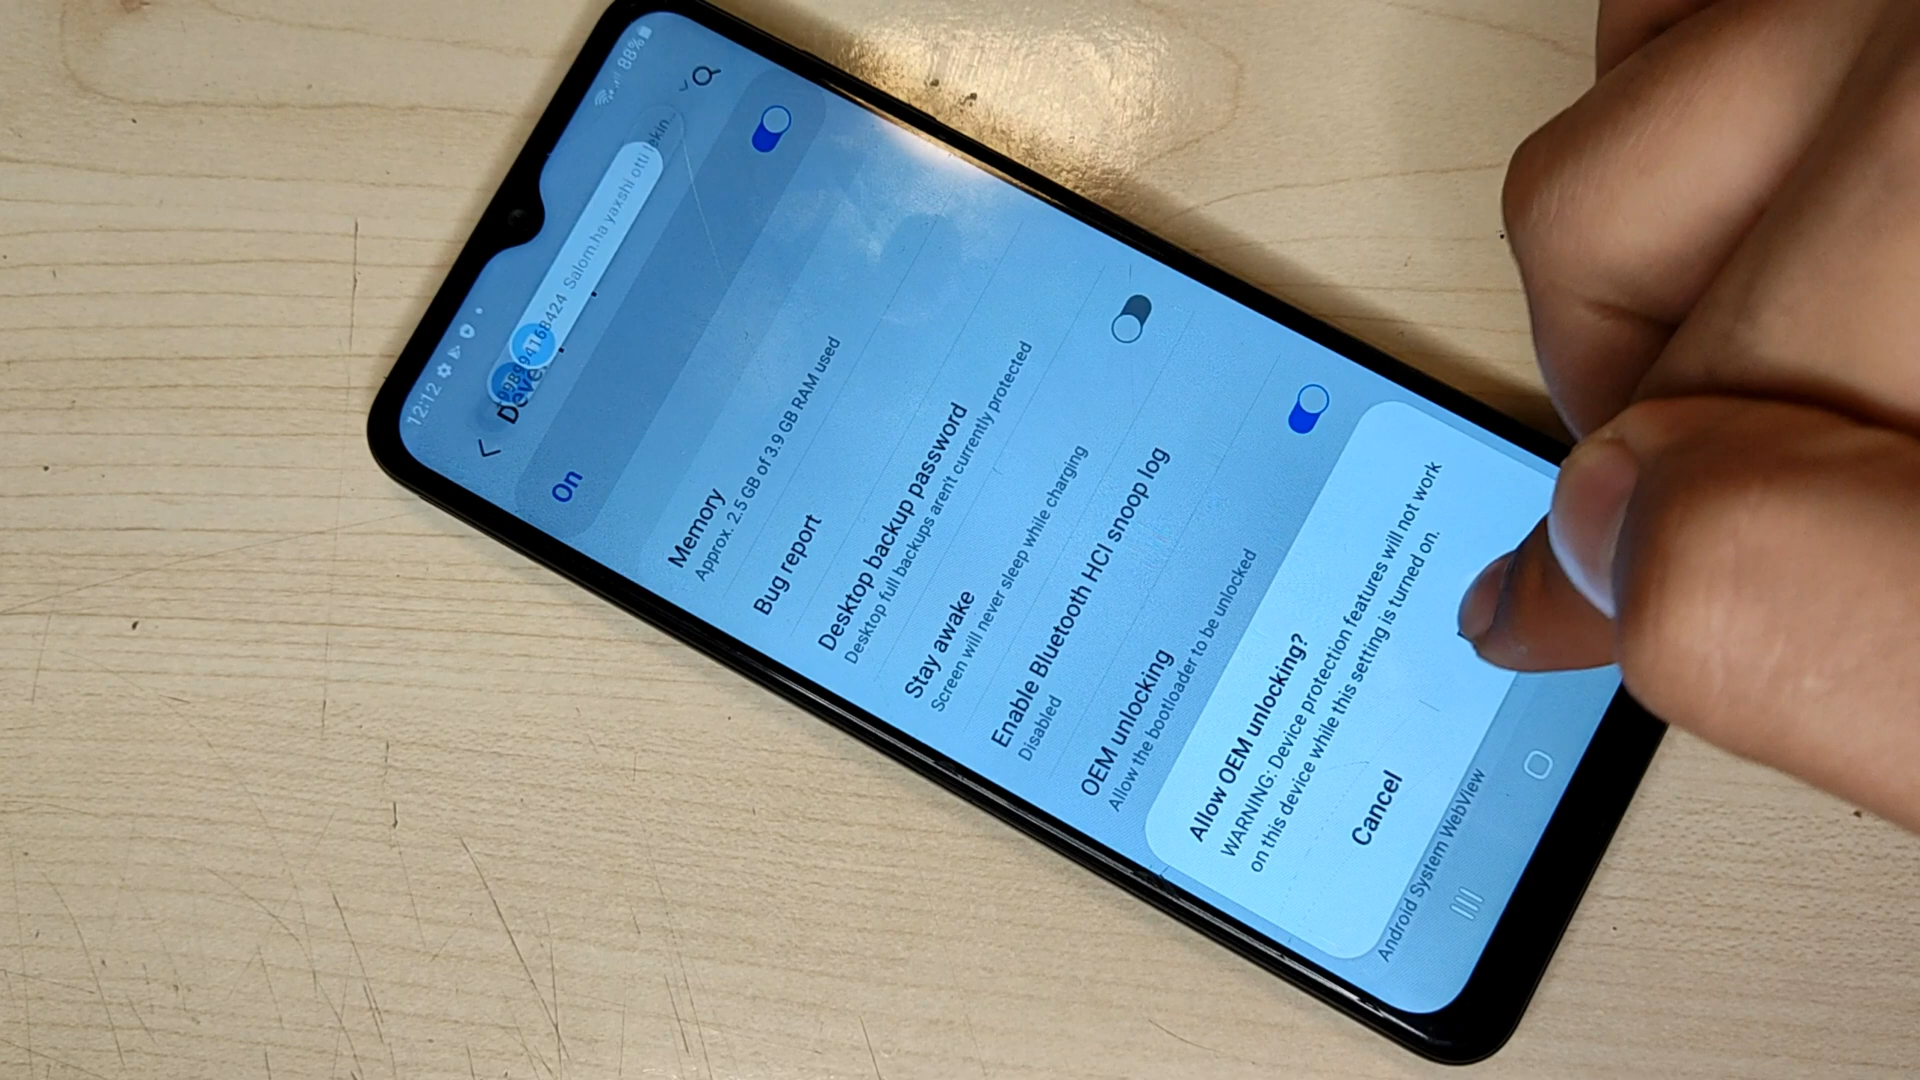 12:12
88%
Salom.ha yaxshi otti lekin...
On
Memory
Approx. 2.5 GB of 3.9 GB RAM used
Bug report
Desktop backup password
Desktop full backups aren't currently protected
Stay awake
Screen will never sleep while charging
Enable Bluetooth HCI snoop log
Disabled
OEM unlocking
Allow the bootloader to be unlocked
Allow OEM unlocking?
WARNING: Device protection features will not work
on this device while this setting is turned on.
Cancel
Android System WebView